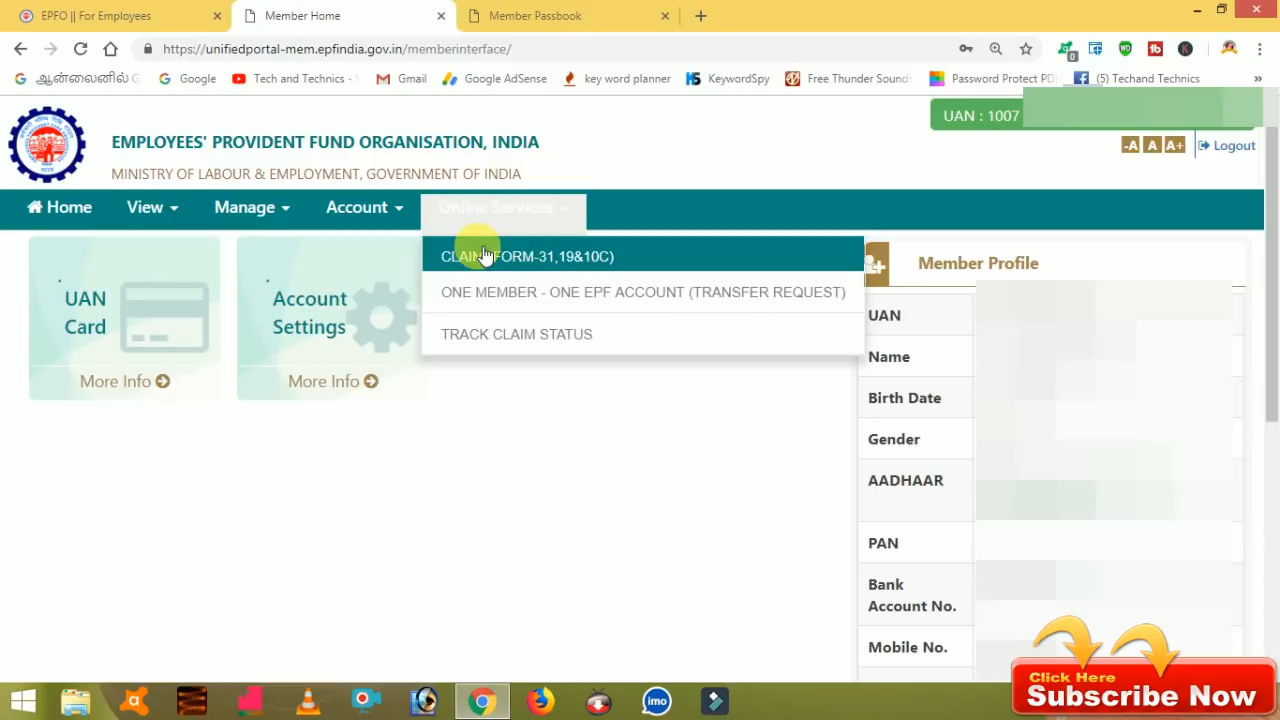 EPFO || For Employees
Member Home
Member Passbook
https://unifiedportal-mem.epfindia.gov.in/memberinterface/
0
ஆன்லைனில் G
Google
Tech and Technics -
Gmail
Google AdSense
key word planner
KeywordSpy
Free Thunder Sound
Password Protect PD
(5) Techand Technics
»
UAN : 1007
EMPLOYEES' PROVIDENT FUND ORGANISATION, INDIA
-A A A+ Logout
MINISTRY OF LABOUR & EMPLOYMENT, GOVERNMENT OF INDIA
Home View Manage Account Online Services
CLAIM (FORM-31,19&10C)
ONE MEMBER - ONE EPF ACCOUNT (TRANSFER REQUEST)
TRACK CLAIM STATUS
UAN
Card
More Info
Account
Settings
More Info
Member Profile
UAN
Name
Birth Date
Gender
AADHAAR
PAN
Bank
Account No.
Mobile No.
Click Here
Subscribe Now
imo